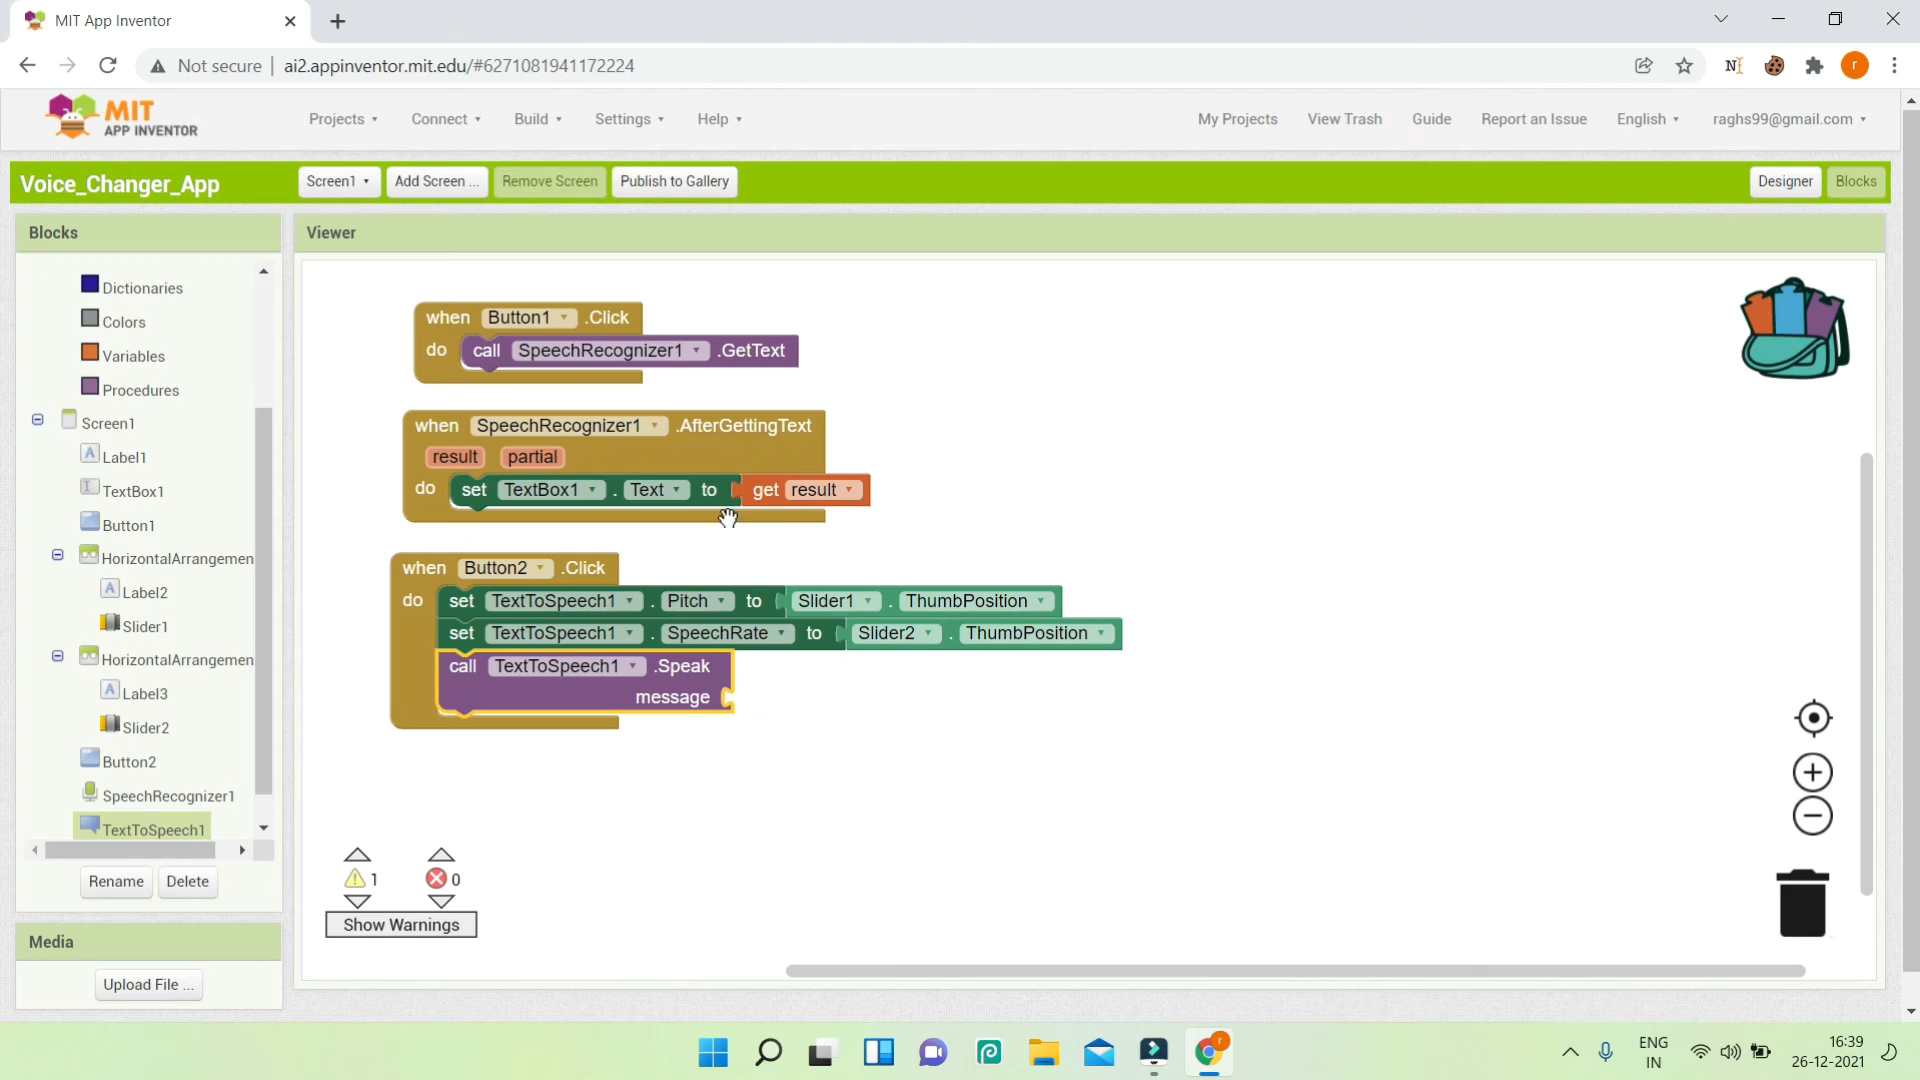 MIT App Inventor
Not secure | ai2.appinventor.mit.edu/#6271081941172224
N
r
MIT
APP INVENTOR
Projects
Connect
Build
Settings
Help
My Projects
View Trash
Guide
Report an Issue
English
raghs99@gmail.com
Voice_Changer_App
Screen1
Add Screen ...
Remove Screen
Publish to Gallery
Designer
Blocks
Blocks
Viewer
Dictionaries
Colors
Variables
Procedures
Screen1
Label1
TextBox1
Button1
HorizontalArrangemen
Label2
Slider1
HorizontalArrangemen
Label3
Slider2
Button2
SpeechRecognizer1
TextToSpeech1
Rename
Delete
Media
Upload File ...
when Button1 .Click
do call SpeechRecognizer1 .GetText
when SpeechRecognizer1 .AfterGettingText
result partial
do set TextBox1 . Text to get result
when Button2 .Click
do set TextToSpeech1 . Pitch to Slider1 . ThumbPosition
set TextToSpeech1 . SpeechRate to Slider2 . ThumbPosition
call TextToSpeech1 .Speak
message
1
0
Show Warnings
ENG
IN
16:39
26-12-2021